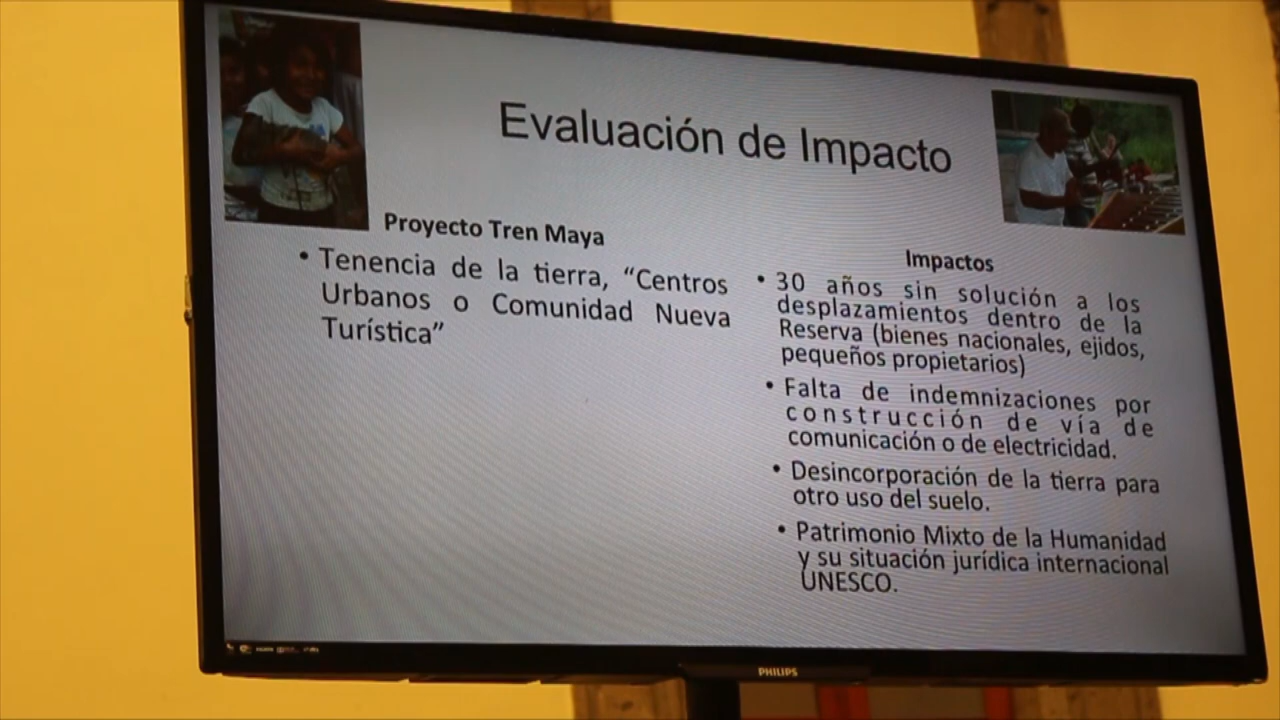 Evaluación de Impacto
Proyecto Tren Maya
• Tenencia de la tierra, “Centros
Urbanos o Comunidad Nueva
Turística”
Impactos
• 30 años sin solución a los
desplazamientos dentro de la
Reserva (bienes nacionales, ejidos,
pequeños propietarios)
• Falta de indemnizaciones por
construcción de vía de
comunicación o de electricidad.
• Desincorporación de la tierra para
otro uso del suelo.
• Patrimonio Mixto de la Humanidad
y su situación jurídica internacional
UNESCO.
PHILIPS